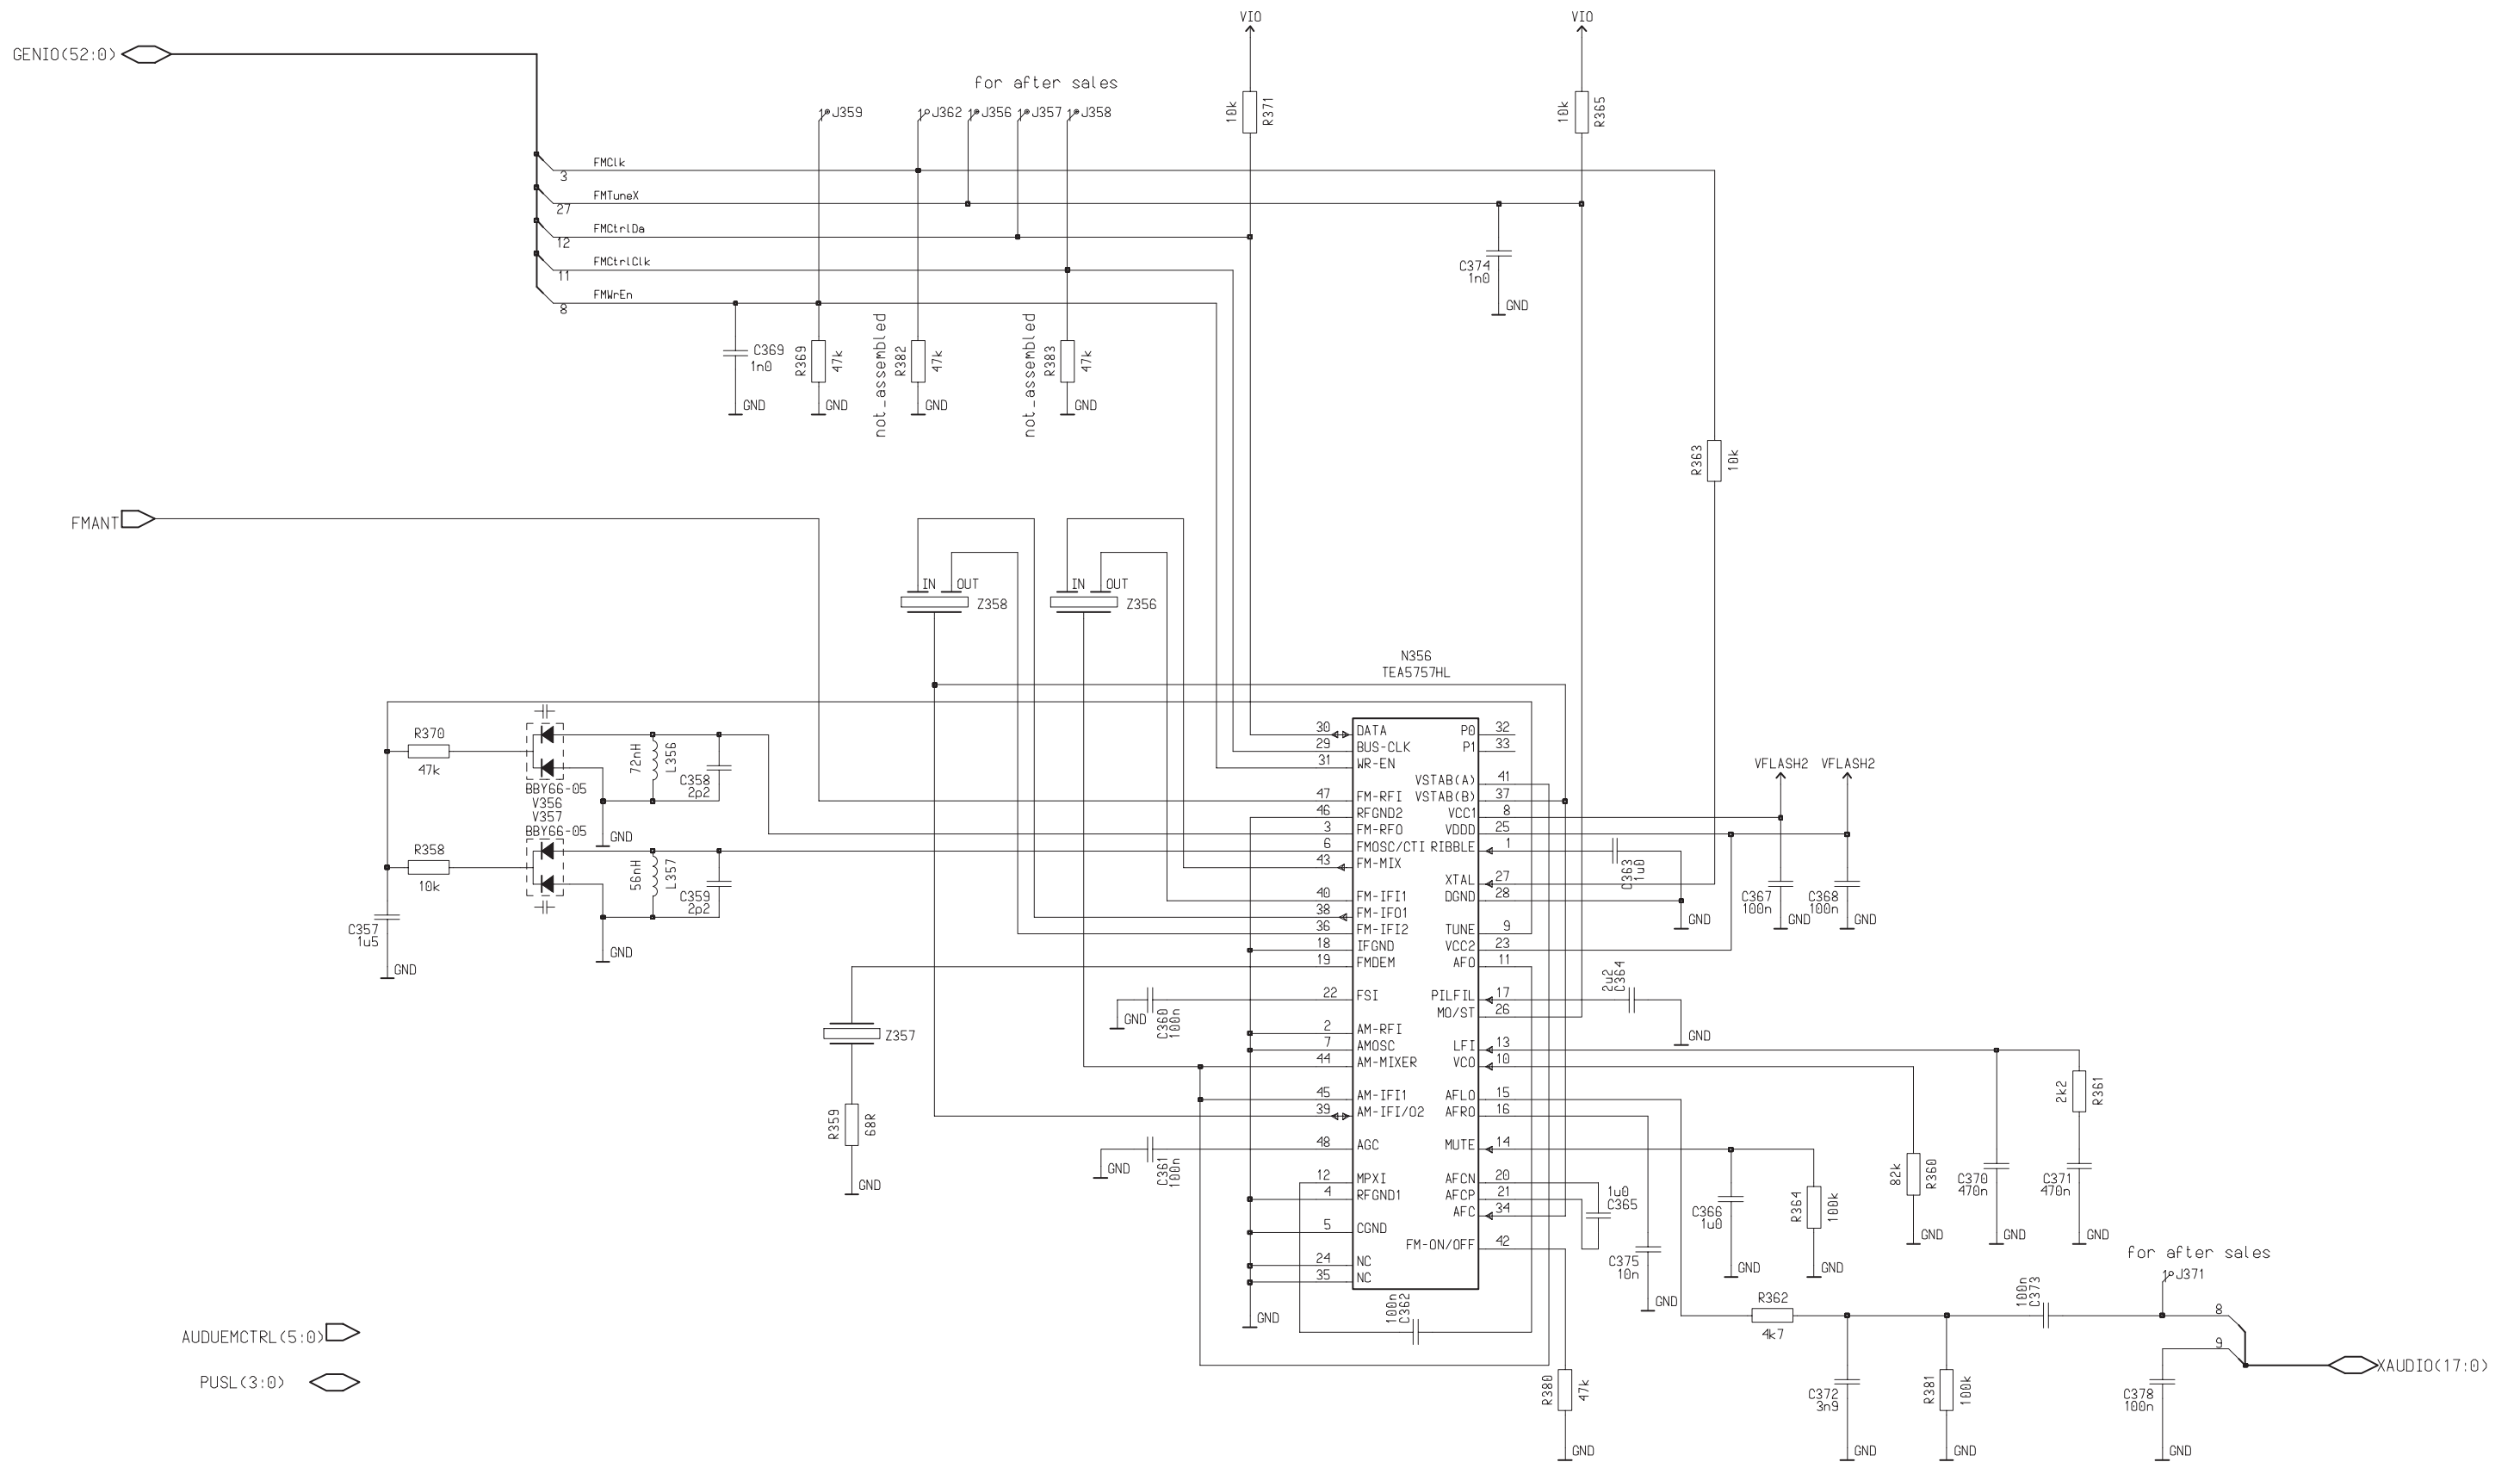 VIO
VIO
GENIO(52:0)
for after sales
J359
J362
J356
J357
J358
10k
R371
10k
R365
FMClk
3
FMTuneX
27
FMCtrlDa
12
FMCtrlClk
11
FMWrEn
8
C374
1n0
GND
C369
1n0
GND
R369
47k
GND
not_assembled
R382
47k
GND
not_assembled
R383
47k
GND
R363
10k
FMANT
IN
OUT
Z358
IN
OUT
Z356
N356
TEA5757HL
R370
47k
BBY66-05
V356
V357
BBY66-05
72nH
L356
C358
2p2
GND
R358
10k
56nH
L357
C359
2p2
GND
C357
1u5
GND
30 DATA
29 BUS-CLK
31 WR-EN
47 FM-RFI
46 RFGND2
3 FM-RFO
6 FMOSC/CTI
43 FM-MIX
40 FM-IFI1
38 FM-IFO1
36 FM-IFI2
18 IFGND
19 FMDEM
22 FSI
2 AM-RFI
7 AMOSC
44 AM-MIXER
45 AM-IFI1
39 AM-IFI/O2
48 AGC
12 MPXI
4 RFGND1
5 CGND
24 NC
35 NC
P0 32
P1 33
VSTAB(A) 41
VSTAB(B) 37
VCC1 8
VDDD 25
RIBBLE 1
XTAL 27
DGND 28
TUNE 9
VCC2 23
AFO 11
PILFIL 17
MO/ST 26
LFI 13
VCO 10
AFLO 15
AFRO 16
MUTE 14
AFCN 20
AFCP 21
AFC 34
FM-ON/OFF 42
VFLASH2
VFLASH2
C363
1u0
GND
C367
100n
GND
C368
100n
GND
2u2
C364
GND
Z357
R359
68R
GND
GND
C360
100n
GND
C361
100n
GND
100n
C362
1u0
C365
C375
10n
GND
C366
1u0
GND
R364
100k
GND
82k
R360
GND
C370
470n
GND
2k2
R361
C371
470n
GND
for after sales
J371
R362
4k7
100n
C373
8
9
XAUDIO(17:0)
R380
47k
GND
C372
3n9
GND
R381
100k
GND
C378
100n
GND
AUDUEMCTRL(5:0)
PUSL(3:0)